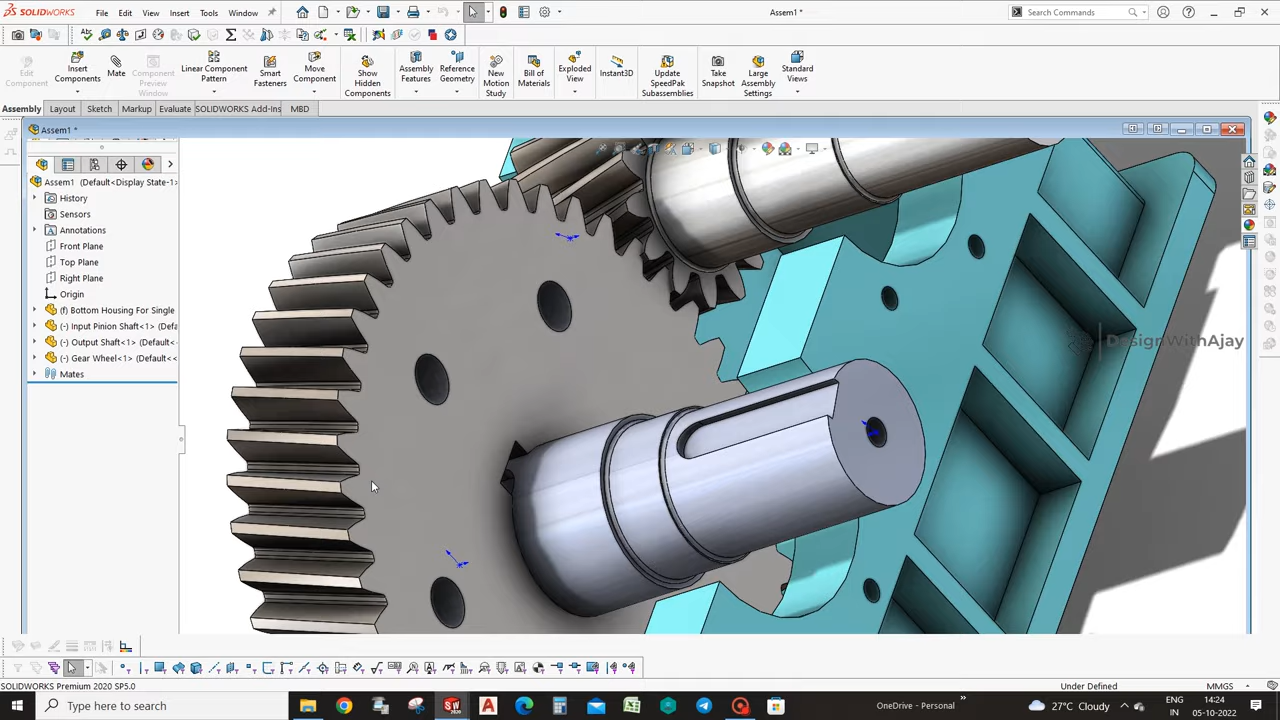 SOLIDWORKS File Edit View Insert Tools Window Assem1 * Search Commands
Edit Component
Insert Components
Mate
Component Preview Window
Linear Component Pattern
Smart Fasteners
Move Component
Show Hidden Components
Assembly Features
Reference Geometry
New Motion Study
Bill of Materials
Exploded View
Instant3D
Update SpeedPak Subassemblies
Take Snapshot
Large Assembly Settings
Standard Views
Assembly Layout Sketch Markup Evaluate SOLIDWORKS Add-Ins MBD
Assem1 *
Assem1 (Default<Display State-1>
History
Sensors
Annotations
Front Plane
Top Plane
Right Plane
Origin
(f) Bottom Housing For Single
(-) Input Pinion Shaft<1> (Defa
(-) Output Shaft<1> (Default<<
(-) Gear Wheel<1> (Default<<
Mates
DesignWithAjay
SOLIDWORKS Premium 2020 SP5.0 Under Defined MMGS
Type here to search
OneDrive - Personal
27°C Cloudy
ENG
IN
14:24
05-10-2022